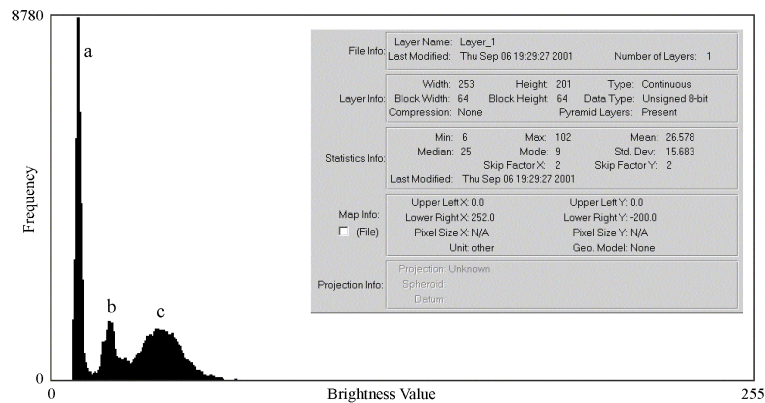 8780
a
b
c
Frequency
0
0
Brightness Value
255
File Info:
Layer Name: Layer_1
Last Modified: Thu Sep 06 19:29:27 2001 Number of Layers: 1
Layer Info:
Width: 253 Height: 201 Type: Continuous
Block Width: 64 Block Height: 64 Data Type: Unsigned 8-bit
Compression: None Pyramid Layers: Present
Statistics Info:
Min: 6 Max: 102 Mean: 26.578
Median: 25 Mode: 9 Std. Dev: 15.683
Skip Factor X: 2 Skip Factor Y: 2
Last Modified: Thu Sep 06 19:29:27 2001
Map Info:
(File)
Upper Left X: 0.0 Upper Left Y: 0.0
Lower Right X: 252.0 Lower Right Y: -200.0
Pixel Size X: N/A Pixel Size Y: N/A
Unit: other Geo. Model: None
Projection Info:
Projection: Unknown
Spheroid:
Datum: